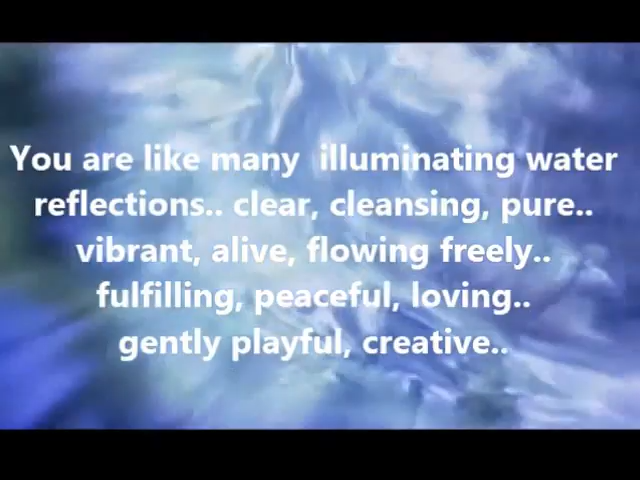 You are like many  illuminating water
reflections.. clear, cleansing, pure..
vibrant, alive, flowing freely..
fulfilling, peaceful, loving..
gently playful, creative..